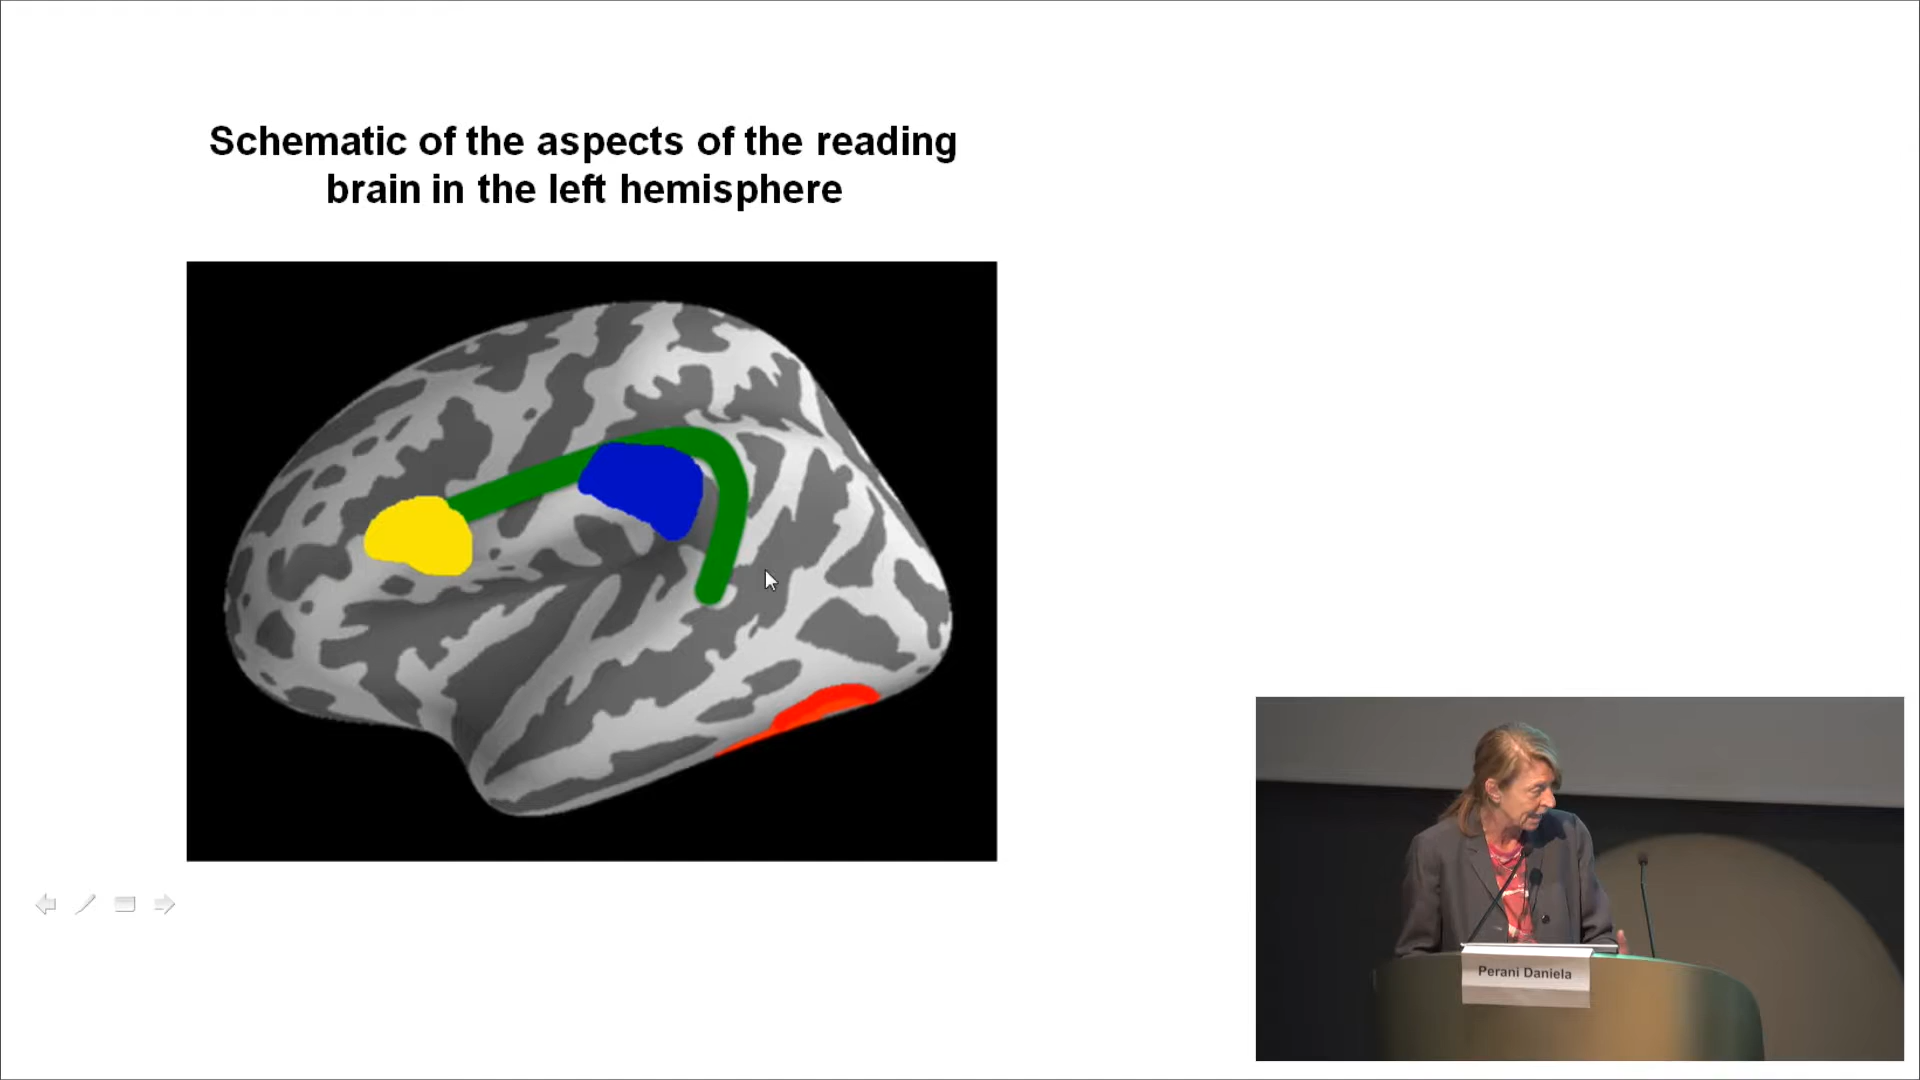 Schematic of the aspects of the reading
brain in the left hemisphere
Perani Daniela